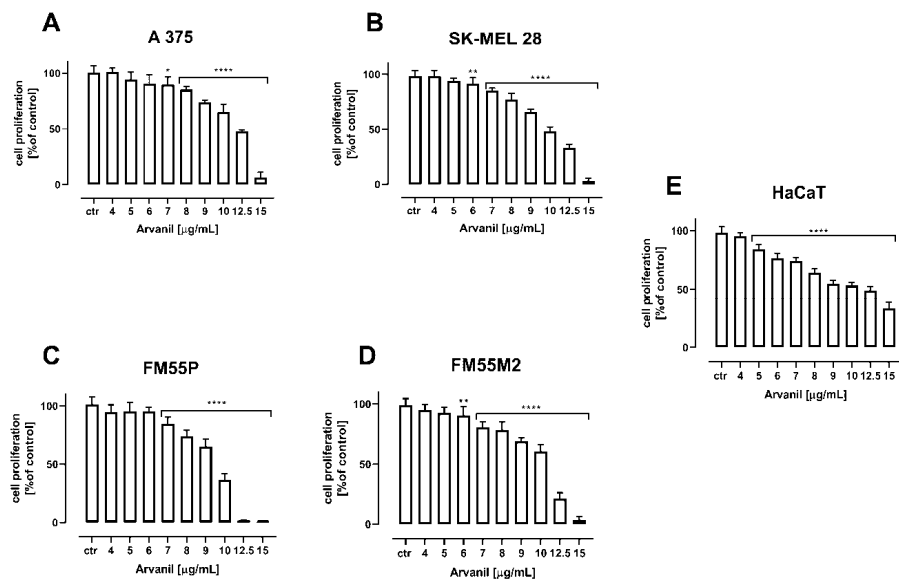 A
A 375
cell proliferation
[%of control]
100
50
0
*
****
ctr 4 5 6 7 8 9 10 12.5 15
Arvanil [µg/mL]
B
SK-MEL 28
cell proliferation
[%of control]
100
50
0
**
****
ctr 4 5 6 7 8 9 10 12.5 15
Arvanil [µg/mL]
E
HaCaT
cell proliferation
[%of control]
100
50
0
****
ctr 4 5 6 7 8 9 10 12.5 15
Arvanil [µg/mL]
C
FM55P
cell proliferation
[%of control]
100
50
0
****
ctr 4 5 6 7 8 9 10 12.5 15
Arvanil [µg/mL]
D
FM55M2
cell proliferation
[%of control]
100
50
0
**
****
ctr 4 5 6 7 8 9 10 12.5 15
Arvanil [µg/mL]